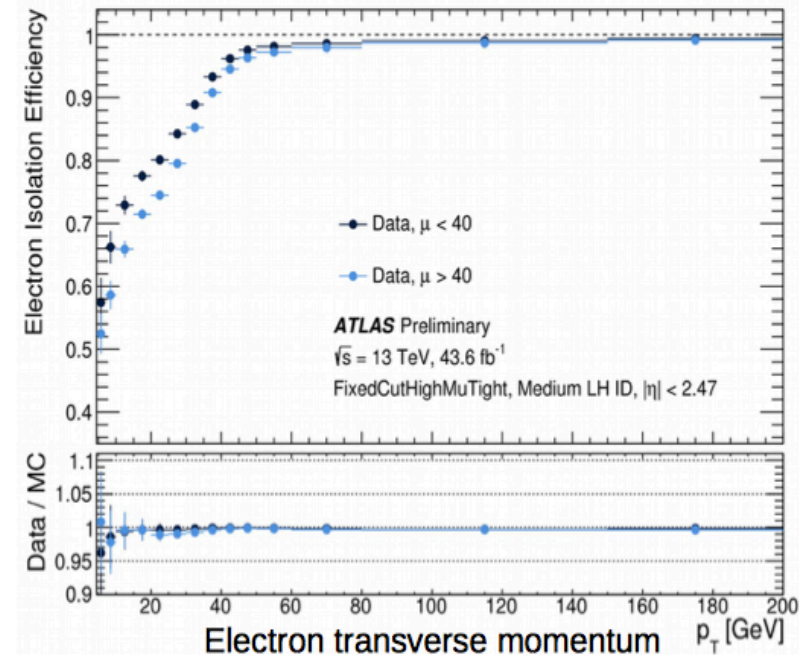 Electron Isolation Efficiency
1
0.9
0.8
0.7
0.6
0.5
0.4
Data, μ < 40
Data, μ > 40
ATLAS Preliminary
√s = 13 TeV, 43.6 fb⁻¹
FixedCutHighMuTight, Medium LH ID, |η| < 2.47
Data / MC
1.1
1.05
1
0.95
0.9
20 40 60 80 100 120 140 160 180 200
Electron transverse momentum p_T [GeV]